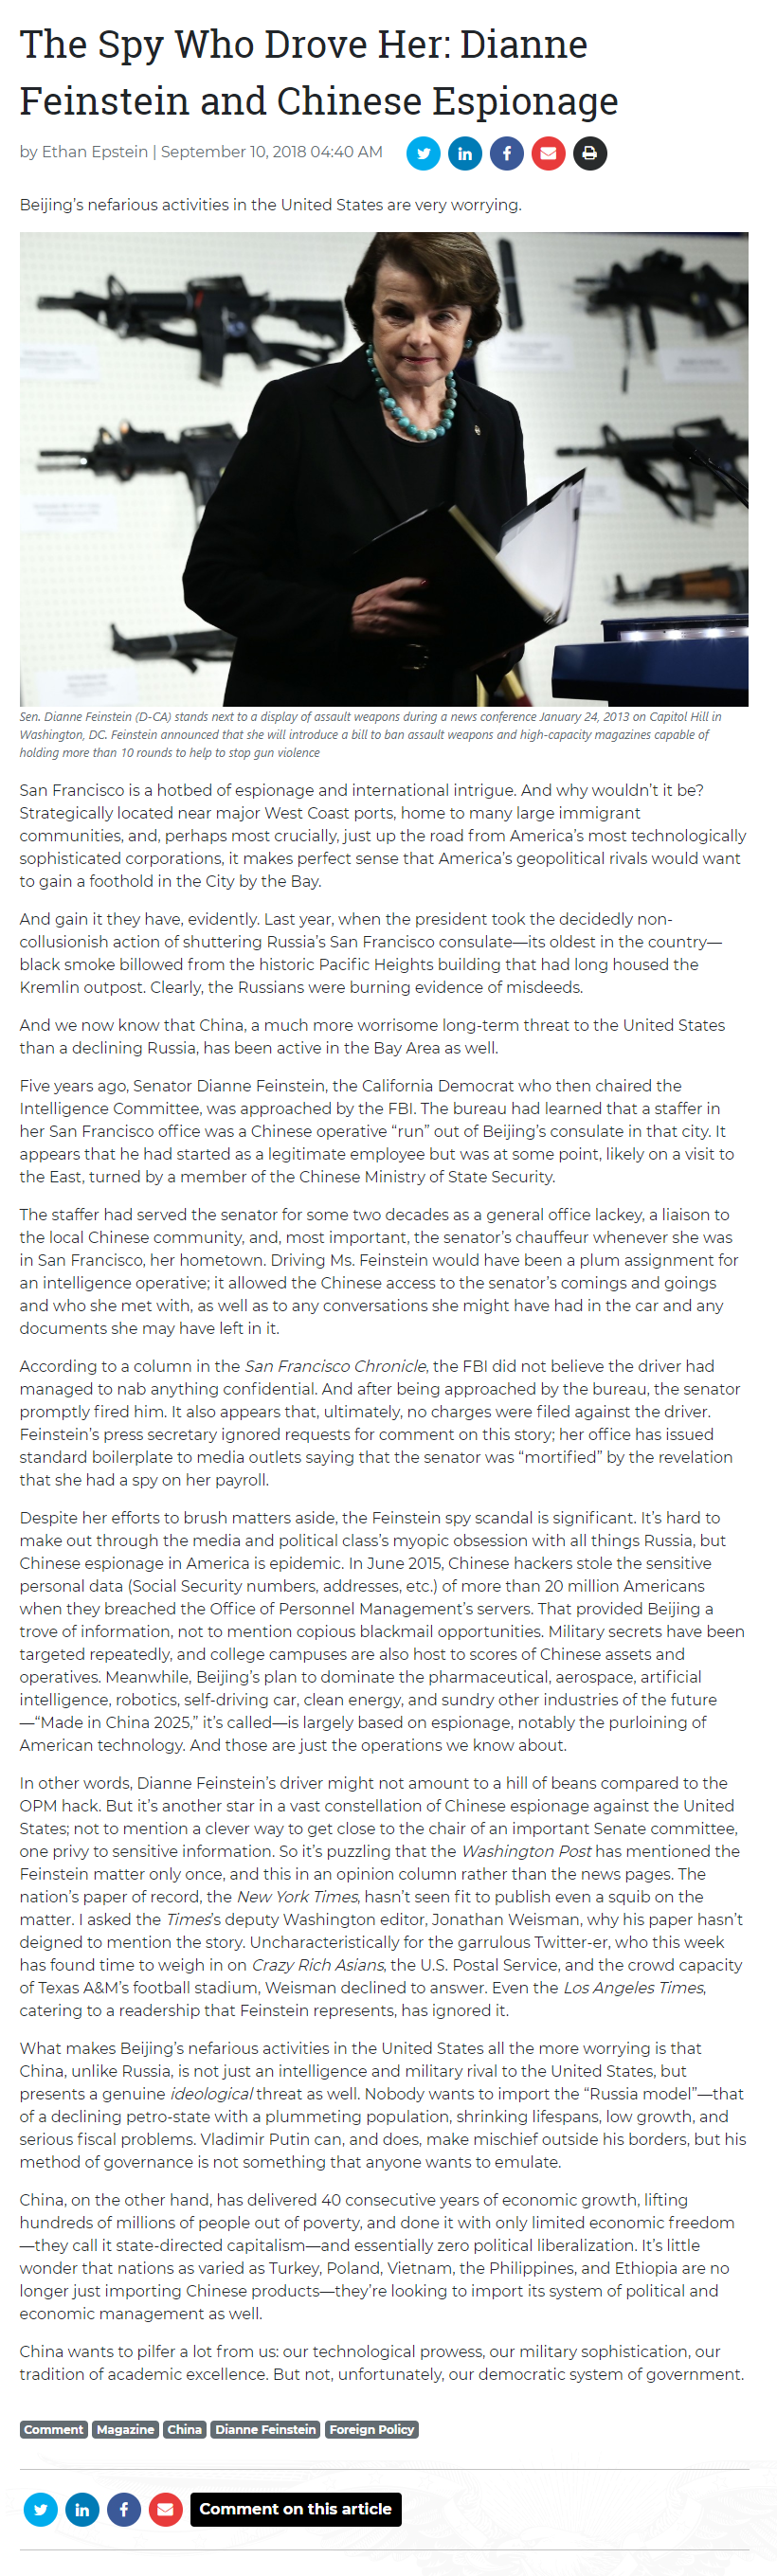 The Spy Who Drove Her: Dianne
Feinstein and Chinese Espionage
by Ethan Epstein | September 10, 2018 04:40 AM
Beijing’s nefarious activities in the United States are very worrying.
Sen. Dianne Feinstein (D-CA) stands next to a display of assault weapons during a news conference January 24, 2013 on Capitol Hill in
Washington, DC. Feinstein announced that she will introduce a bill to ban assault weapons and high-capacity magazines capable of
holding more than 10 rounds to help to stop gun violence
San Francisco is a hotbed of espionage and international intrigue. And why wouldn’t it be?
Strategically located near major West Coast ports, home to many large immigrant
communities, and, perhaps most crucially, just up the road from America’s most technologically
sophisticated corporations, it makes perfect sense that America’s geopolitical rivals would want
to gain a foothold in the City by the Bay.
And gain it they have, evidently. Last year, when the president took the decidedly non-
collusionish action of shuttering Russia’s San Francisco consulate—its oldest in the country—
black smoke billowed from the historic Pacific Heights building that had long housed the
Kremlin outpost. Clearly, the Russians were burning evidence of misdeeds.
And we now know that China, a much more worrisome long-term threat to the United States
than a declining Russia, has been active in the Bay Area as well.
Five years ago, Senator Dianne Feinstein, the California Democrat who then chaired the
Intelligence Committee, was approached by the FBI. The bureau had learned that a staffer in
her San Francisco office was a Chinese operative “run” out of Beijing’s consulate in that city. It
appears that he had started as a legitimate employee but was at some point, likely on a visit to
the East, turned by a member of the Chinese Ministry of State Security.
The staffer had served the senator for some two decades as a general office lackey, a liaison to
the local Chinese community, and, most important, the senator’s chauffeur whenever she was
in San Francisco, her hometown. Driving Ms. Feinstein would have been a plum assignment for
an intelligence operative; it allowed the Chinese access to the senator’s comings and goings
and who she met with, as well as to any conversations she might have had in the car and any
documents she may have left in it.
According to a column in the San Francisco Chronicle, the FBI did not believe the driver had
managed to nab anything confidential. And after being approached by the bureau, the senator
promptly fired him. It also appears that, ultimately, no charges were filed against the driver.
Feinstein’s press secretary ignored requests for comment on this story; her office has issued
standard boilerplate to media outlets saying that the senator was “mortified” by the revelation
that she had a spy on her payroll.
Despite her efforts to brush matters aside, the Feinstein spy scandal is significant. It’s hard to
make out through the media and political class’s myopic obsession with all things Russia, but
Chinese espionage in America is epidemic. In June 2015, Chinese hackers stole the sensitive
personal data (Social Security numbers, addresses, etc.) of more than 20 million Americans
when they breached the Office of Personnel Management’s servers. That provided Beijing a
trove of information, not to mention copious blackmail opportunities. Military secrets have been
targeted repeatedly, and college campuses are also host to scores of Chinese assets and
operatives. Meanwhile, Beijing’s plan to dominate the pharmaceutical, aerospace, artificial
intelligence, robotics, self-driving car, clean energy, and sundry other industries of the future
—“Made in China 2025,” it’s called—is largely based on espionage, notably the purloining of
American technology. And those are just the operations we know about.
In other words, Dianne Feinstein’s driver might not amount to a hill of beans compared to the
OPM hack. But it’s another star in a vast constellation of Chinese espionage against the United
States; not to mention a clever way to get close to the chair of an important Senate committee,
one privy to sensitive information. So it’s puzzling that the Washington Post has mentioned the
Feinstein matter only once, and this in an opinion column rather than the news pages. The
nation’s paper of record, the New York Times, hasn’t seen fit to publish even a squib on the
matter. I asked the Times’s deputy Washington editor, Jonathan Weisman, why his paper hasn’t
deigned to mention the story. Uncharacteristically for the garrulous Twitter-er, who this week
has found time to weigh in on Crazy Rich Asians, the U.S. Postal Service, and the crowd capacity
of Texas A&M’s football stadium, Weisman declined to answer. Even the Los Angeles Times,
catering to a readership that Feinstein represents, has ignored it.
What makes Beijing’s nefarious activities in the United States all the more worrying is that
China, unlike Russia, is not just an intelligence and military rival to the United States, but
presents a genuine ideological threat as well. Nobody wants to import the “Russia model”—that
of a declining petro-state with a plummeting population, shrinking lifespans, low growth, and
serious fiscal problems. Vladimir Putin can, and does, make mischief outside his borders, but his
method of governance is not something that anyone wants to emulate.
China, on the other hand, has delivered 40 consecutive years of economic growth, lifting
hundreds of millions of people out of poverty, and done it with only limited economic freedom
—they call it state-directed capitalism—and essentially zero political liberalization. It’s little
wonder that nations as varied as Turkey, Poland, Vietnam, the Philippines, and Ethiopia are no
longer just importing Chinese products—they’re looking to import its system of political and
economic management as well.
China wants to pilfer a lot from us: our technological prowess, our military sophistication, our
tradition of academic excellence. But not, unfortunately, our democratic system of government.
Comment Magazine China Dianne Feinstein Foreign Policy
Comment on this article